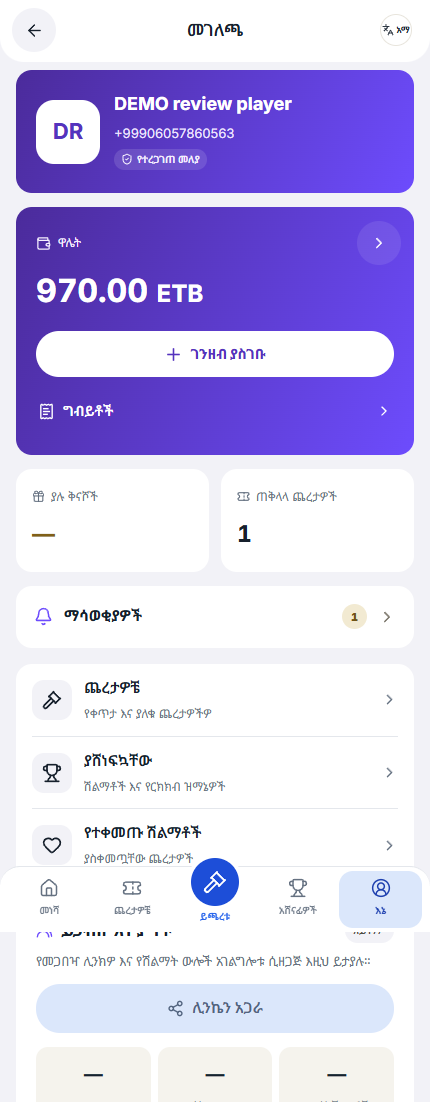 መገለጫ
አማ
DR
DEMO review player
+99906057860563
የተረጋገጠ መለያ
ዋሌት
970.00 ETB
ገንዘብ ያስገቡ
ግብይቶች
ያሉ ቅናሾች
ጠቅላላ ጨረታዎች
—
1
ማሳወቂያዎች
1
ጨረታዎቼ
የቀጥታ እና ያለቁ ጨረታዎችዎ
ያሸነፍኳቸው
ሽልማቶች እና የርክክብ ዝማኔዎች
የተቀመጡ ሽልማቶች
ያስቀመጧቸው ጨረታዎች
መነሻ
ጨረታዎቼ
ይጫረቱ
አሸናፊዎች
እኔ
የመጋበዣ ሊንክዎ እና የሽልማት ውሎች አገልግሎቱ ሲዘጋጅ እዚህ ይታያሉ።
ሊንኬን አጋራ
— — —